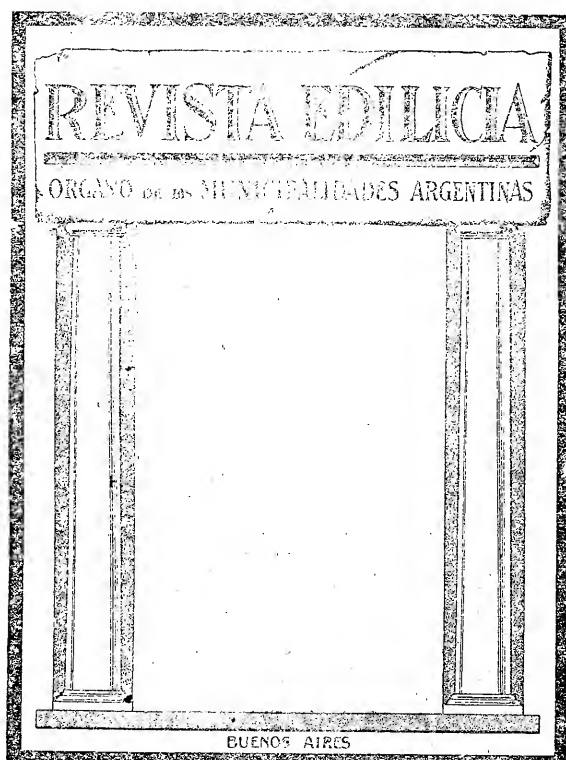 REVISTA EDILICIA
ORGANO DE LAS MUNICIPALIDADES ARGENTINAS
BUENOS AIRES